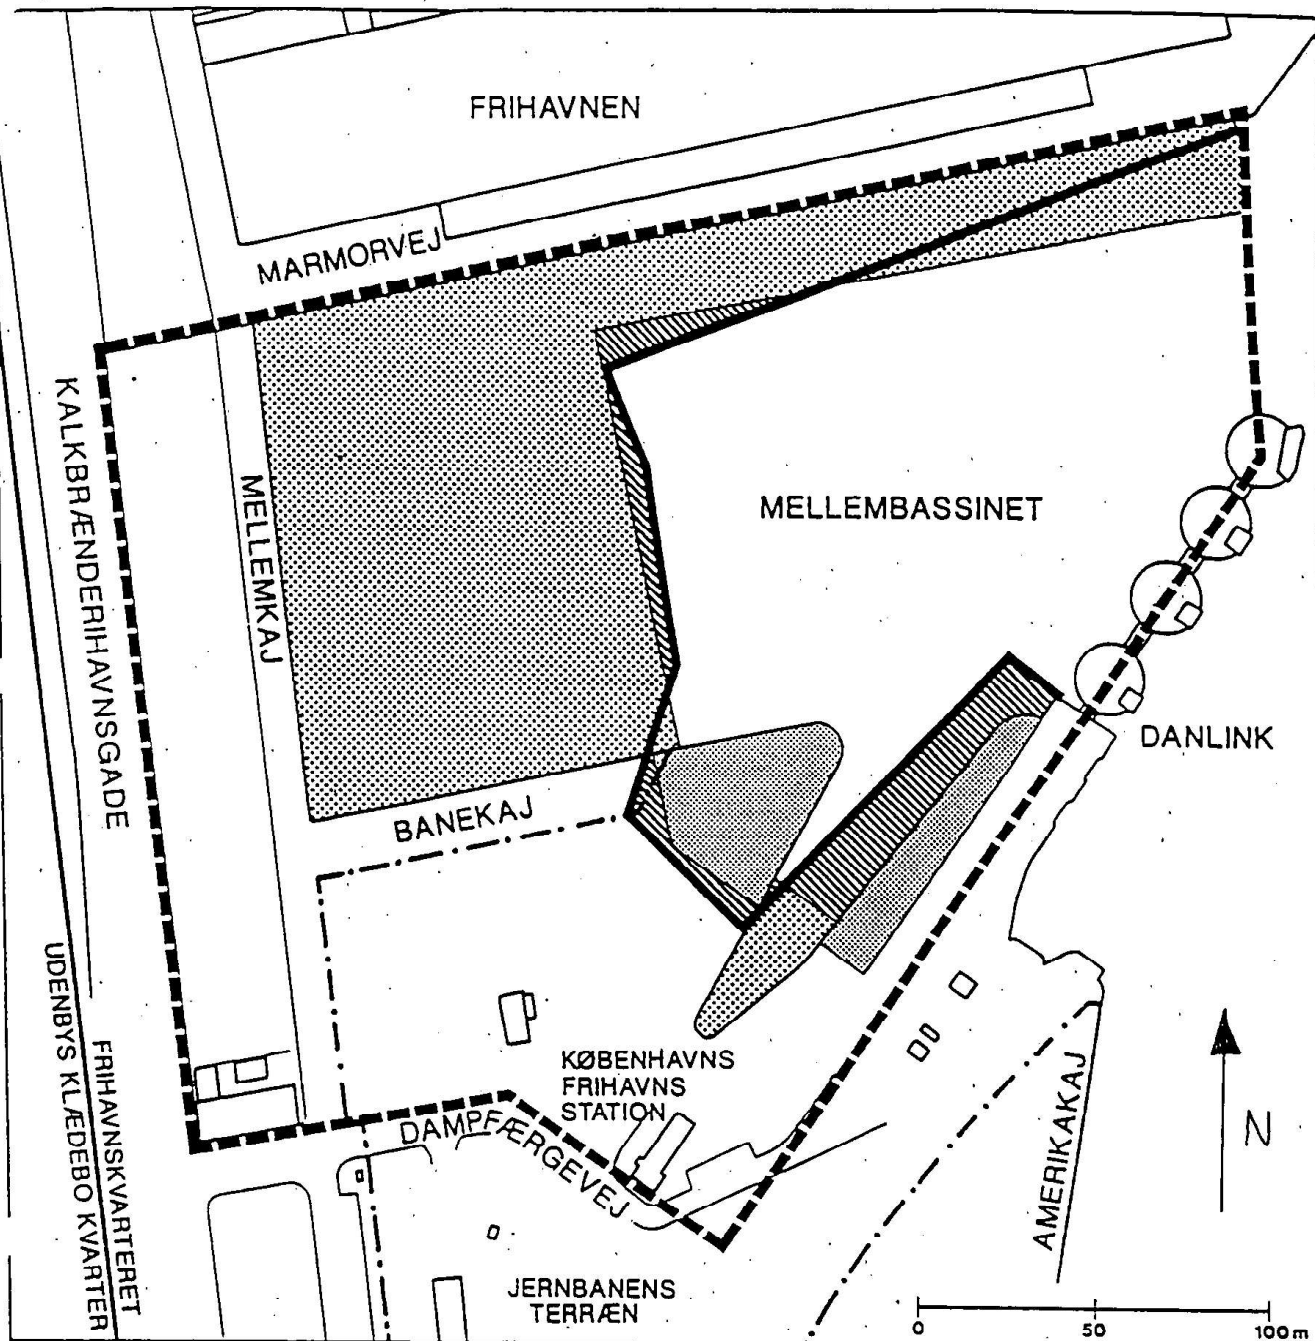 FRIHAVNEN
MARMORVEJ
KALKBRÆNDERIHAVNSGADE
MELLEMKAJ
MELLEMBASSINET
DANLINK
BANEKAJ
UDENBYS KLÆDEBO KVARTER
FRIHAVNSKVARTERET
KØBENHAVNS
FRIHAVNS
STATION
DAMPFÆRGEVEJ
AMERIKAKAJ
N
JERNBANENS
TERRÆN
0 50 100m